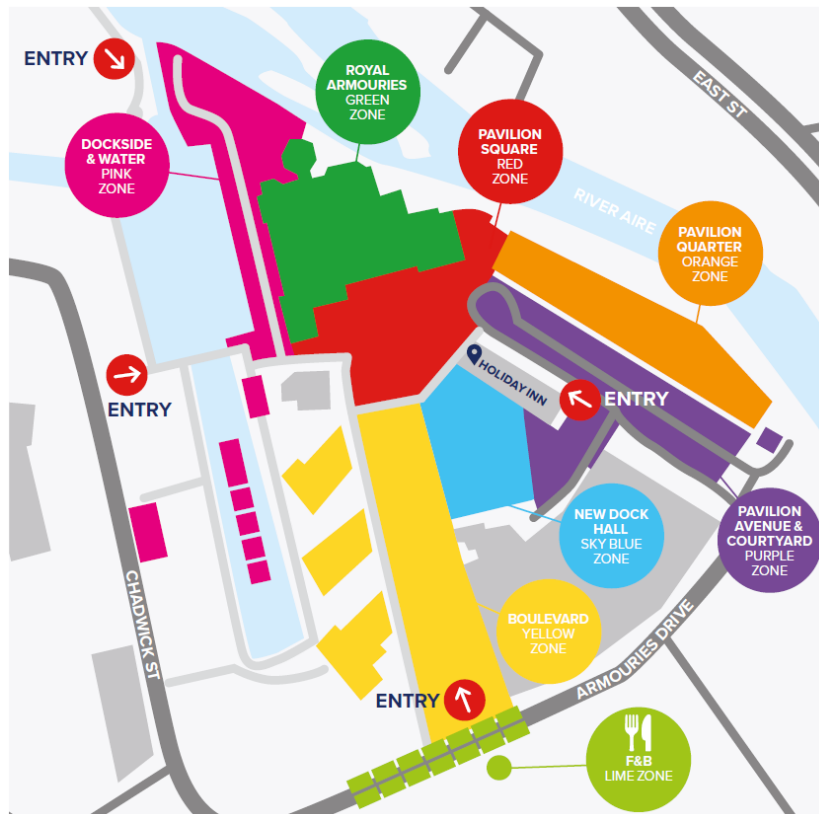 ENTRY
ROYAL
ARMOURIES
GREEN
ZONE
EAST ST
DOCKSIDE
& WATER
PINK
ZONE
PAVILION
SQUARE
RED
ZONE
RIVER AIRE
PAVILION
QUARTER
ORANGE
ZONE
HOLIDAY INN
ENTRY
ENTRY
NEW DOCK
HALL
SKY BLUE
ZONE
PAVILION
AVENUE &
COURTYARD
PURPLE
ZONE
CHADWICK ST
BOULEVARD
YELLOW
ZONE
ARMOURIES DRIVE
ENTRY
F&B
LIME ZONE